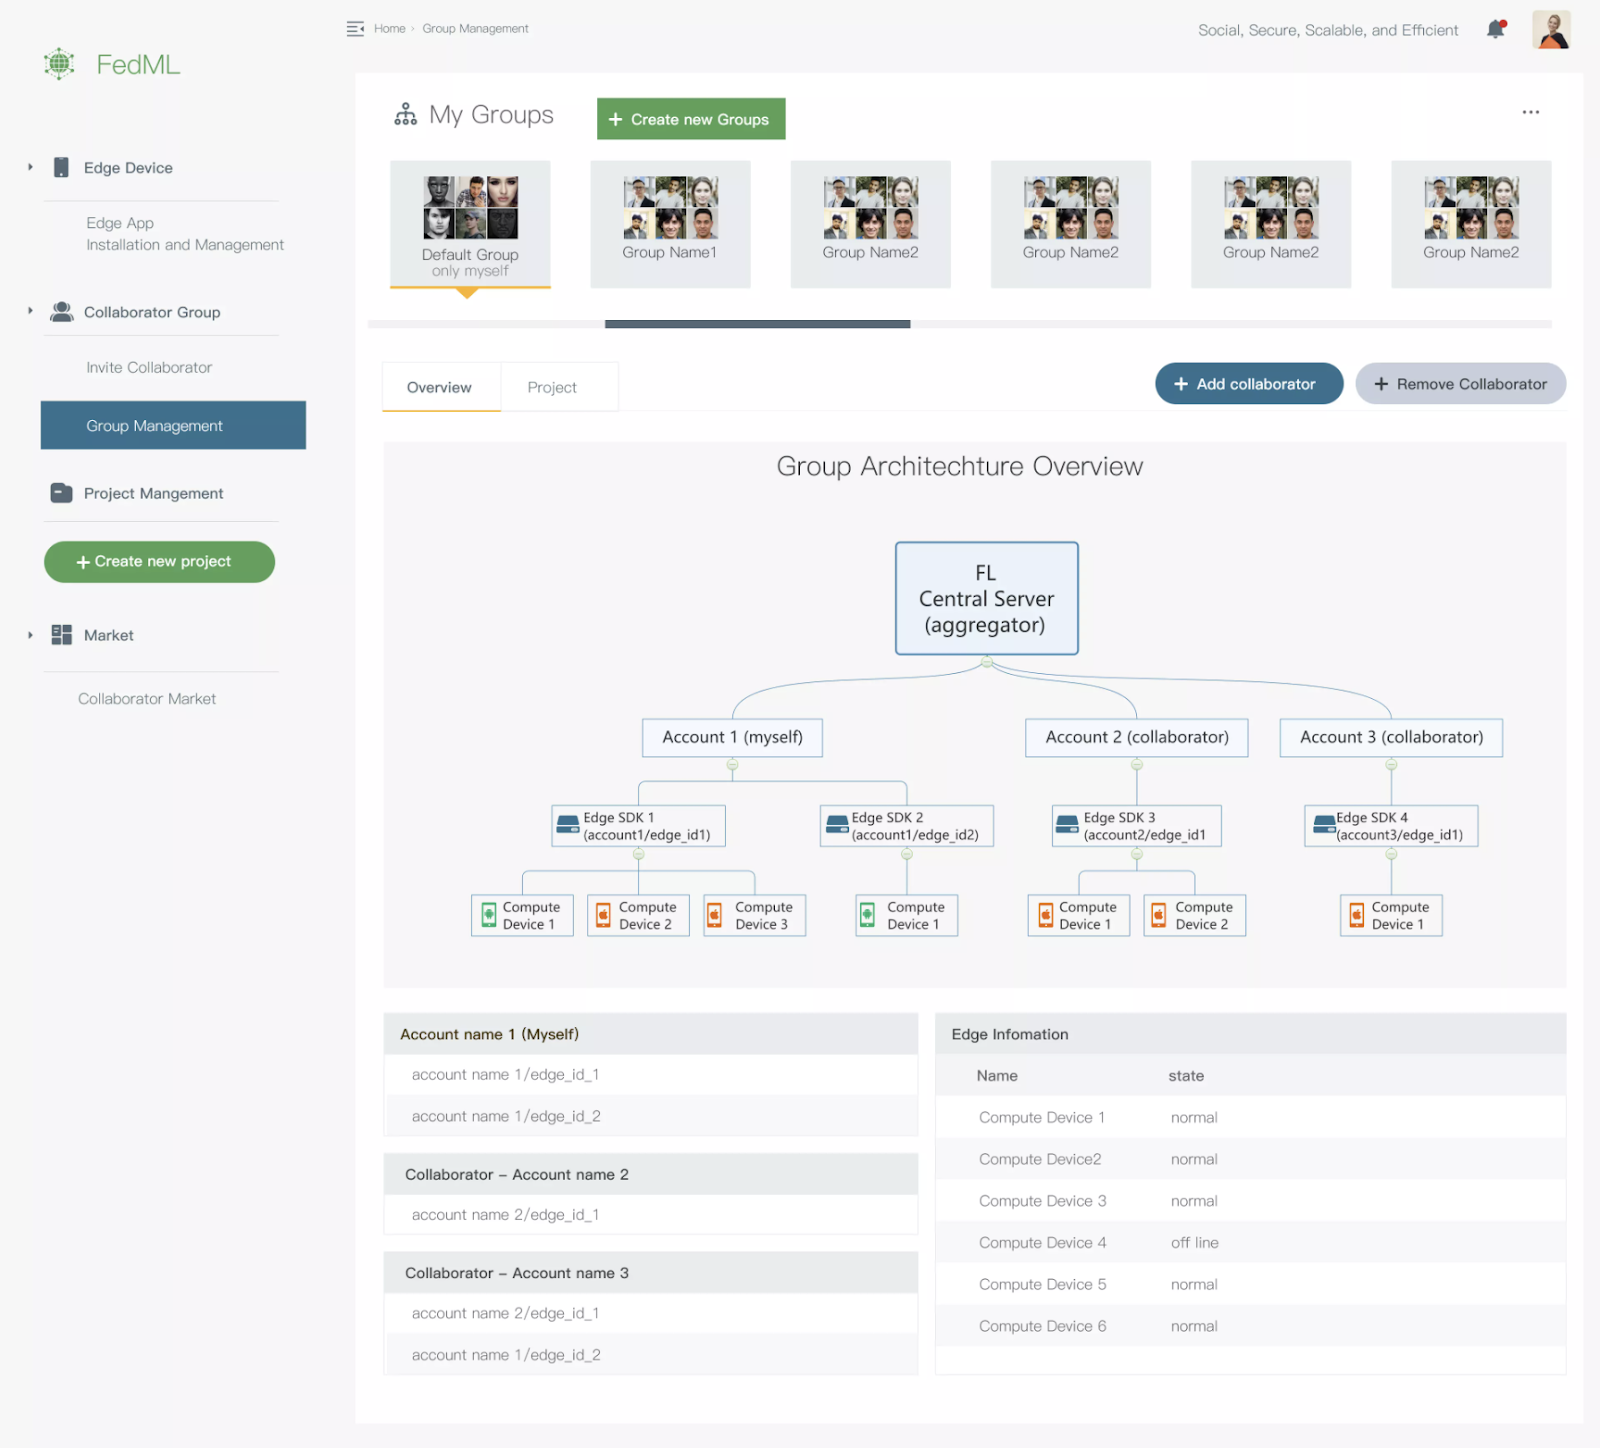 Home › Group Management
Social, Secure, Scalable, and Efficient
FedML
Edge Device
Edge App
Installation and Management
Collaborator Group
Invite Collaborator
Group Management
Project Mangement
+ Create new project
Market
Collaborator Market
My Groups
+ Create new Groups
...
Default Group
only myself
Group Name1
Group Name2
Group Name2
Group Name2
Group Name2
Overview
Project
+ Add collaborator
+ Remove Collaborator
Group Architechture Overview
FL
Central Server
(aggregator)
Account 1 (myself)
Account 2 (collaborator)
Account 3 (collaborator)
Edge SDK 1
(account1/edge_id1)
Edge SDK 2
(account1/edge_id2)
Edge SDK 3
(account2/edge_id1
Edge SDK 4
(account3/edge_id1)
Compute
Device 1
Compute
Device 2
Compute
Device 3
Compute
Device 1
Compute
Device 1
Compute
Device 2
Compute
Device 1
Account name 1 (Myself)
account name 1/edge_id_1
account name 1/edge_id_2
Collaborator – Account name 2
account name 2/edge_id_1
Collaborator – Account name 3
account name 2/edge_id_1
account name 1/edge_id_2
Edge Infomation
Name state
Compute Device 1 normal
Compute Device2 normal
Compute Device 3 normal
Compute Device 4 off line
Compute Device 5 normal
Compute Device 6 normal